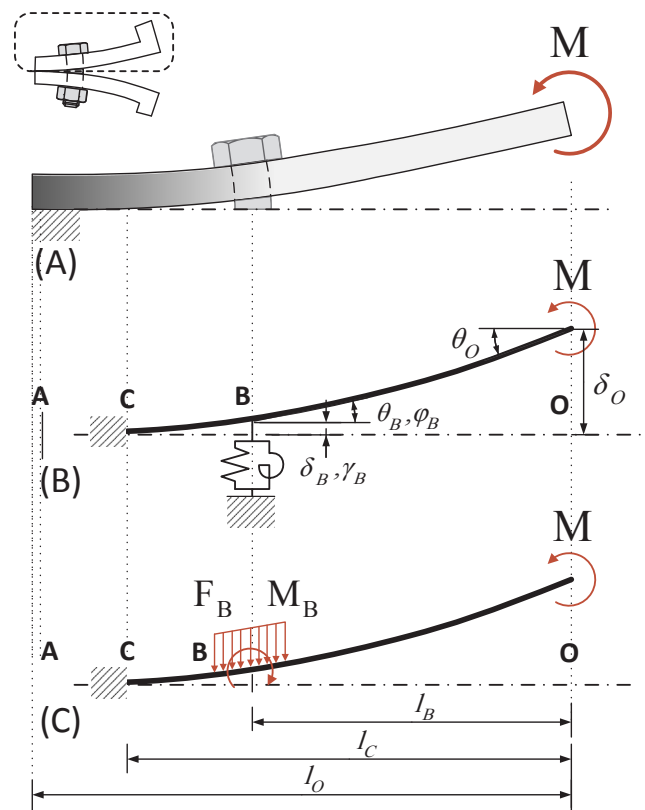 M
(A)
M
θ_O
A C B O δ_O
θ_B, φ_B
δ_B, γ_B
(B)
M
F_B M_B
A C B O
(C)
l_B
l_C
l_O